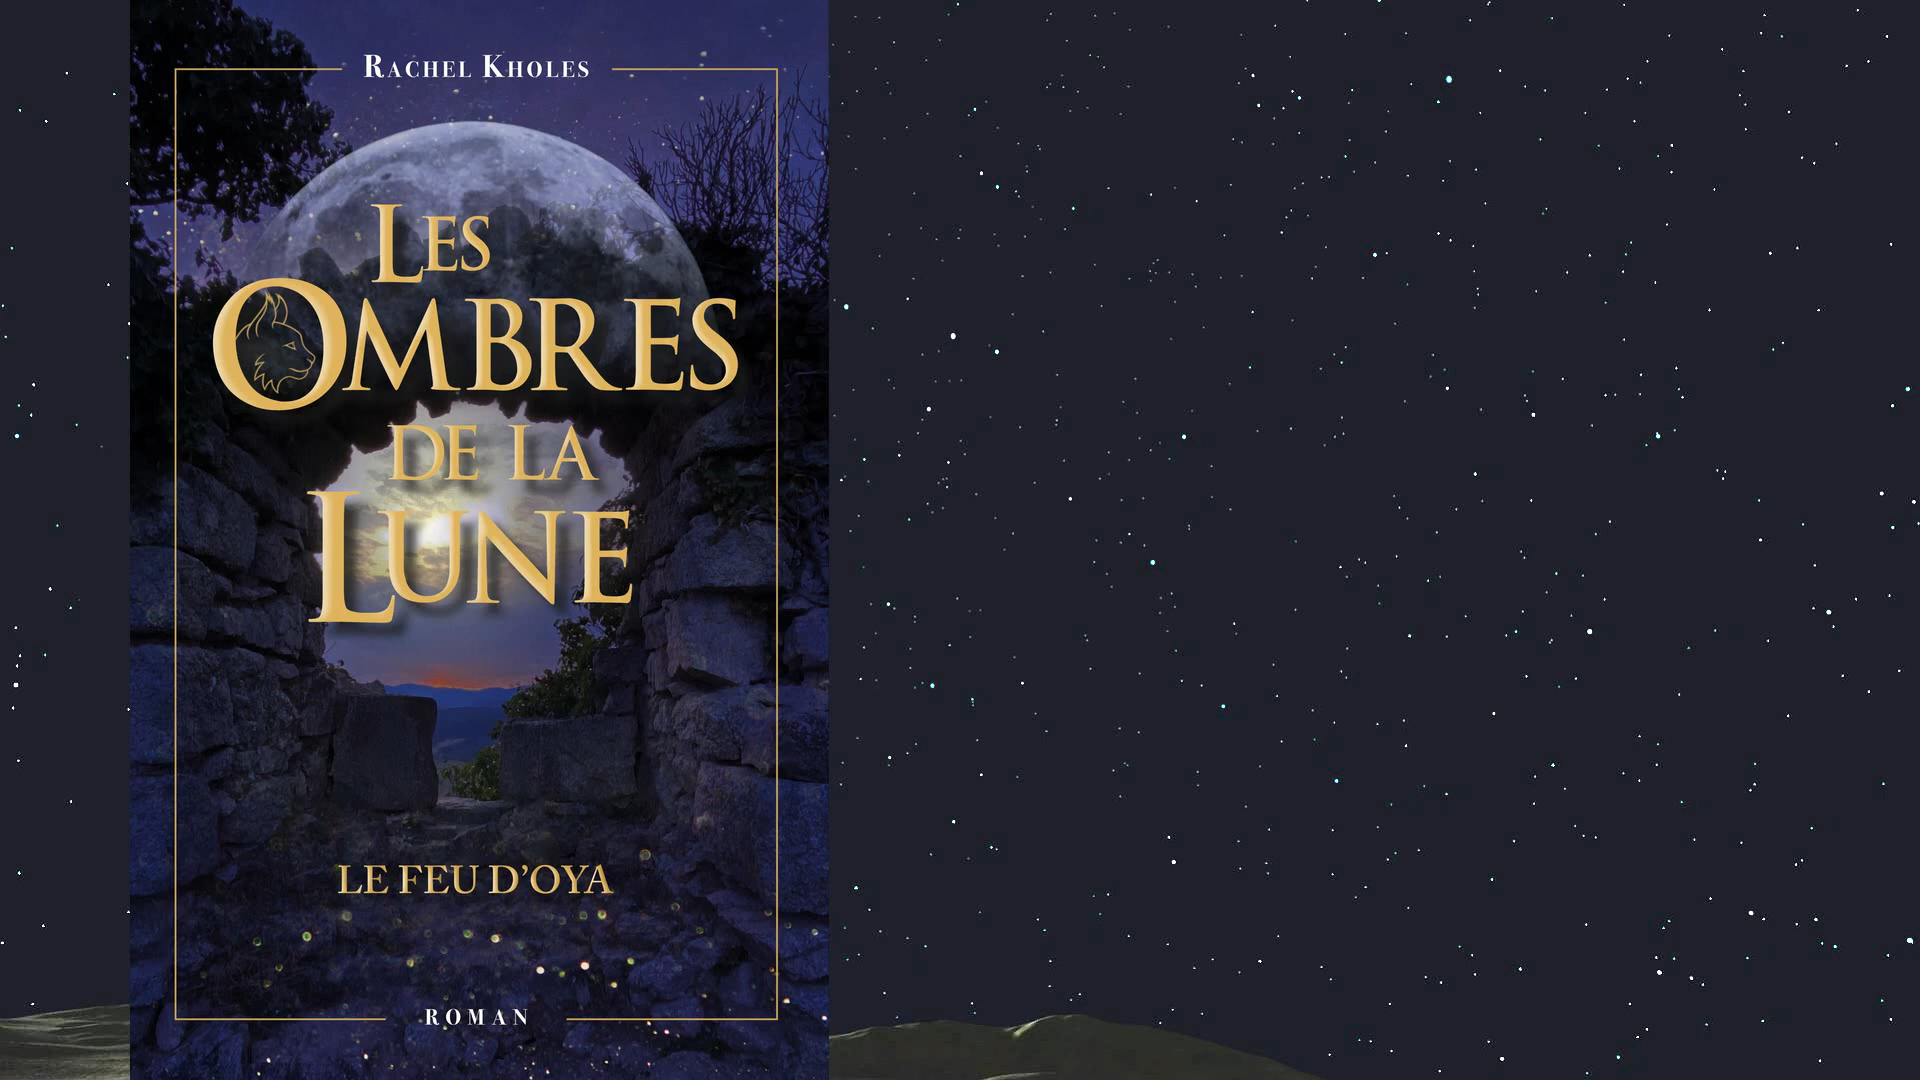 RACHEL KHOLES
LES
OMBRES
DE LA
LUNE
LE FEU D'OYA
ROMAN